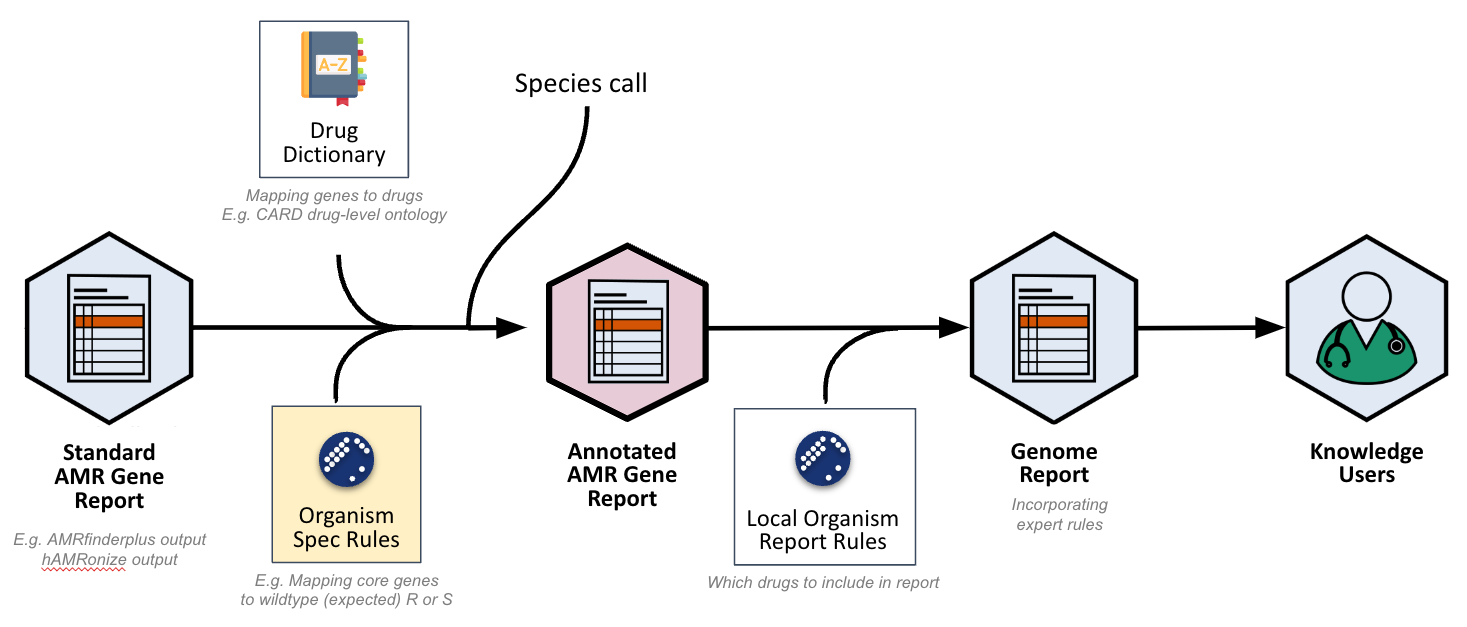 A-Z
Drug
Dictionary
Mapping genes to drugs
E.g. CARD drug-level ontology
Species call
Standard
AMR Gene
Report
E.g. AMRfinderplus output
hAMRonize output
Organism
Spec Rules
E.g. Mapping core genes
to wildtype (expected) R or S
Annotated
AMR Gene
Report
Local Organism
Report Rules
Which drugs to include in report
Genome
Report
Incorporating
expert rules
Knowledge
Users